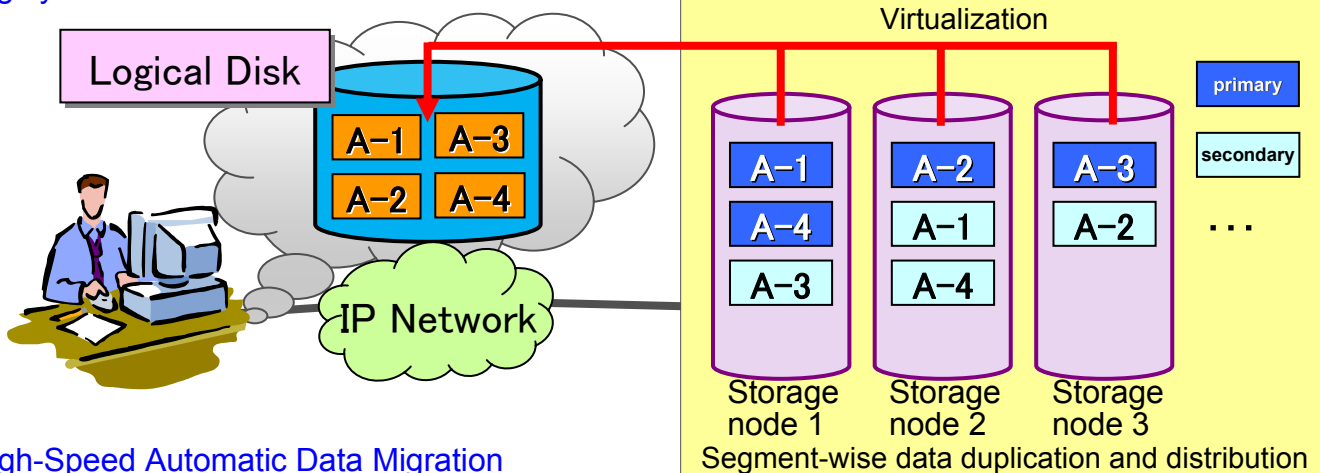 Logical Disk
A-1
A-3
A-2
A-4
IP Network
Virtualization
primary
secondary
A-1
A-4
A-3
A-2
A-1
A-4
A-3
A-2
...
Storage
node 1
Storage
node 2
Storage
node 3
Segment-wise data duplication and distribution
gh-Speed Automatic Data Migration